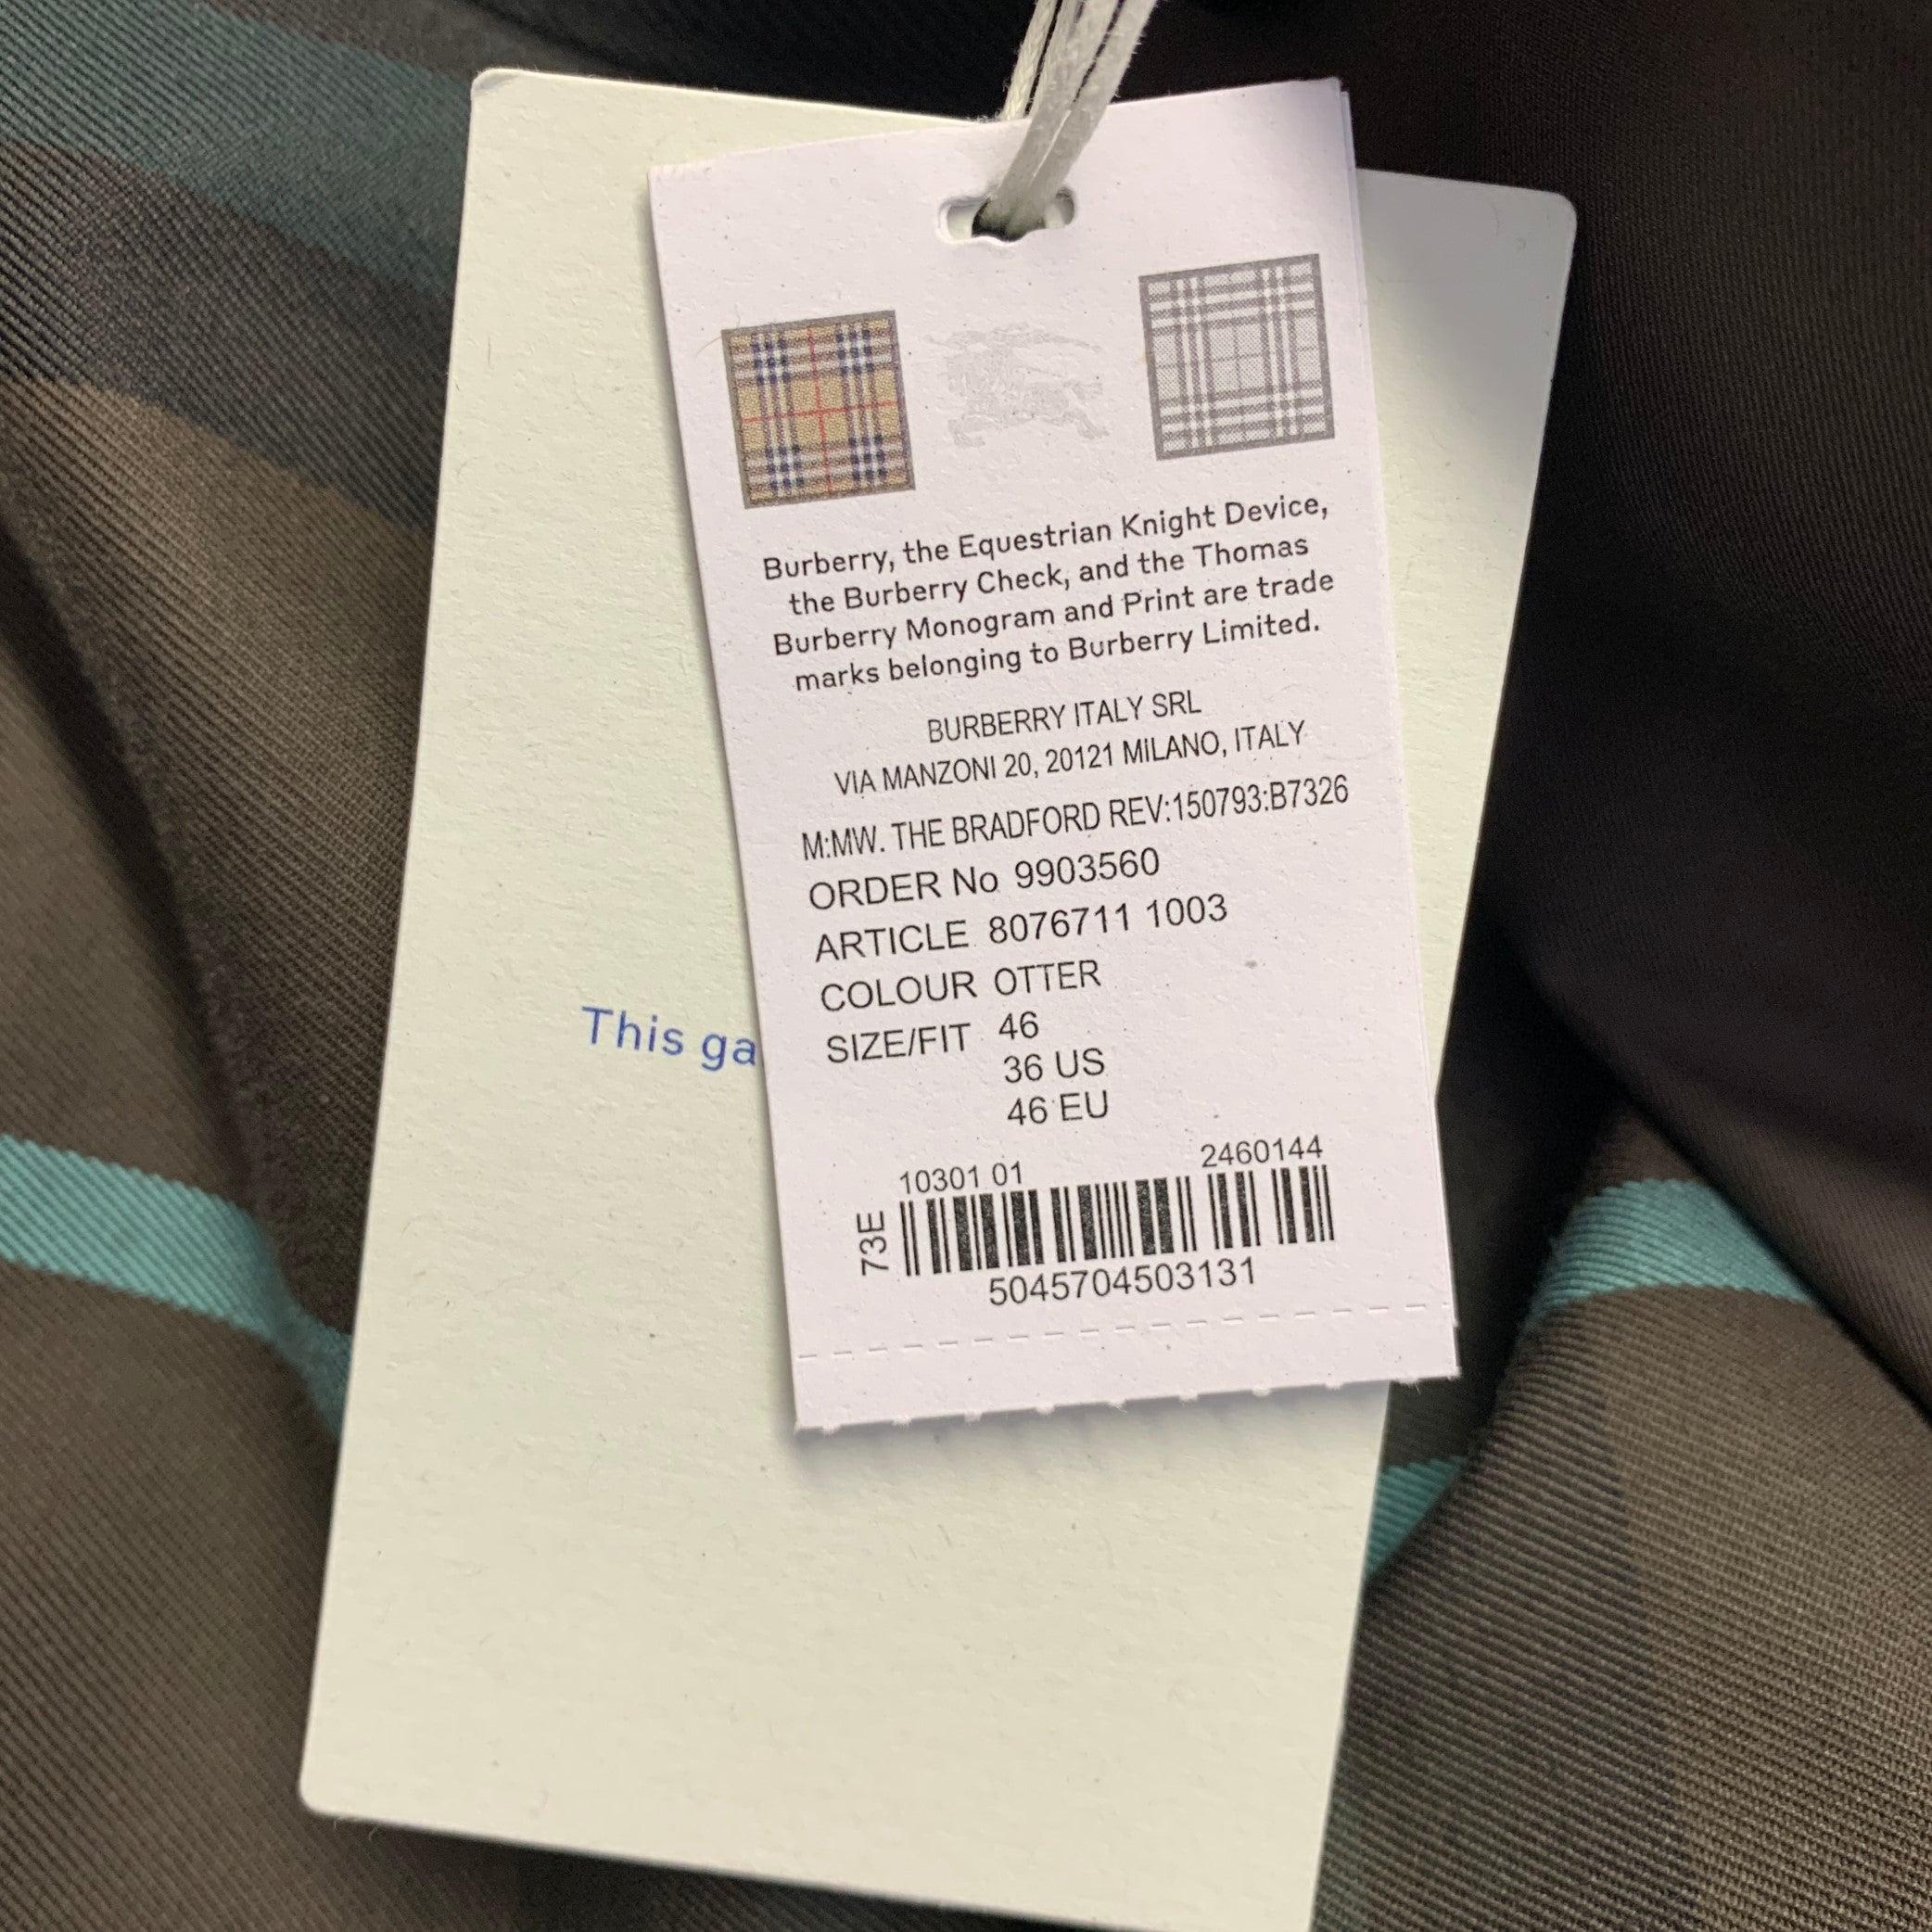 Burberry, the Equestrian Knight Device,
the Burberry Check, and the Thomas
Burberry Monogram and Print are trade
marks belonging to Burberry Limited.
BURBERRY ITALY SRL
VIA MANZONI 20, 20121 MILANO, ITALY
M:MW. THE BRADFORD REV:150793:B7326
ORDER No 9903560
ARTICLE 8076711 1003
COLOUR OTTER
SIZE/FIT 46
36 US
46 EU
10301 01 2460144
73E
5045704503131
This ga